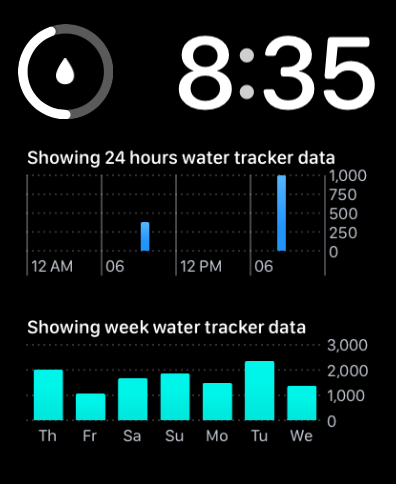 8:35
Showing 24 hours water tracker data
1,000
750
500
250
0
12 AM 06 12 PM 06
Showing week water tracker data
3,000
2,000
1,000
0
Th Fr Sa Su Mo Tu We